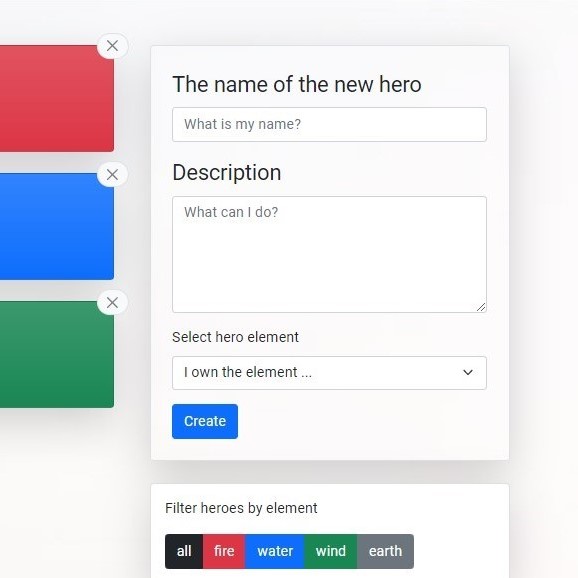 The name of the new hero
What is my name?
Description
What can I do?
Select hero element
I own the element ...
Create
Filter heroes by element
all fire water wind earth